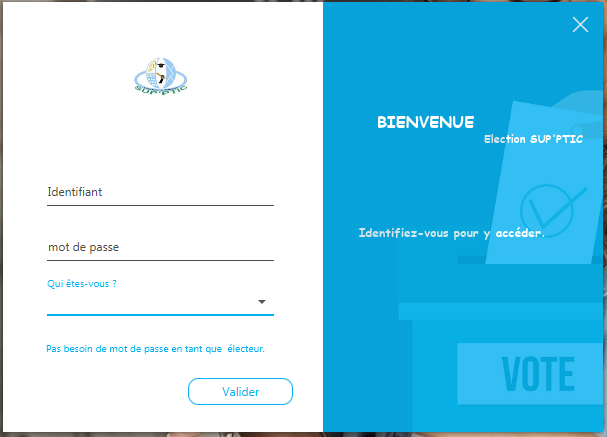 SUP'PTIC
Identifiant
mot de passe
Qui êtes-vous ?
Pas besoin de mot de passe en tant que électeur.
Valider
BIENVENUE
Election SUP'PTIC
Identifiez-vous pour y accéder.
VOTE